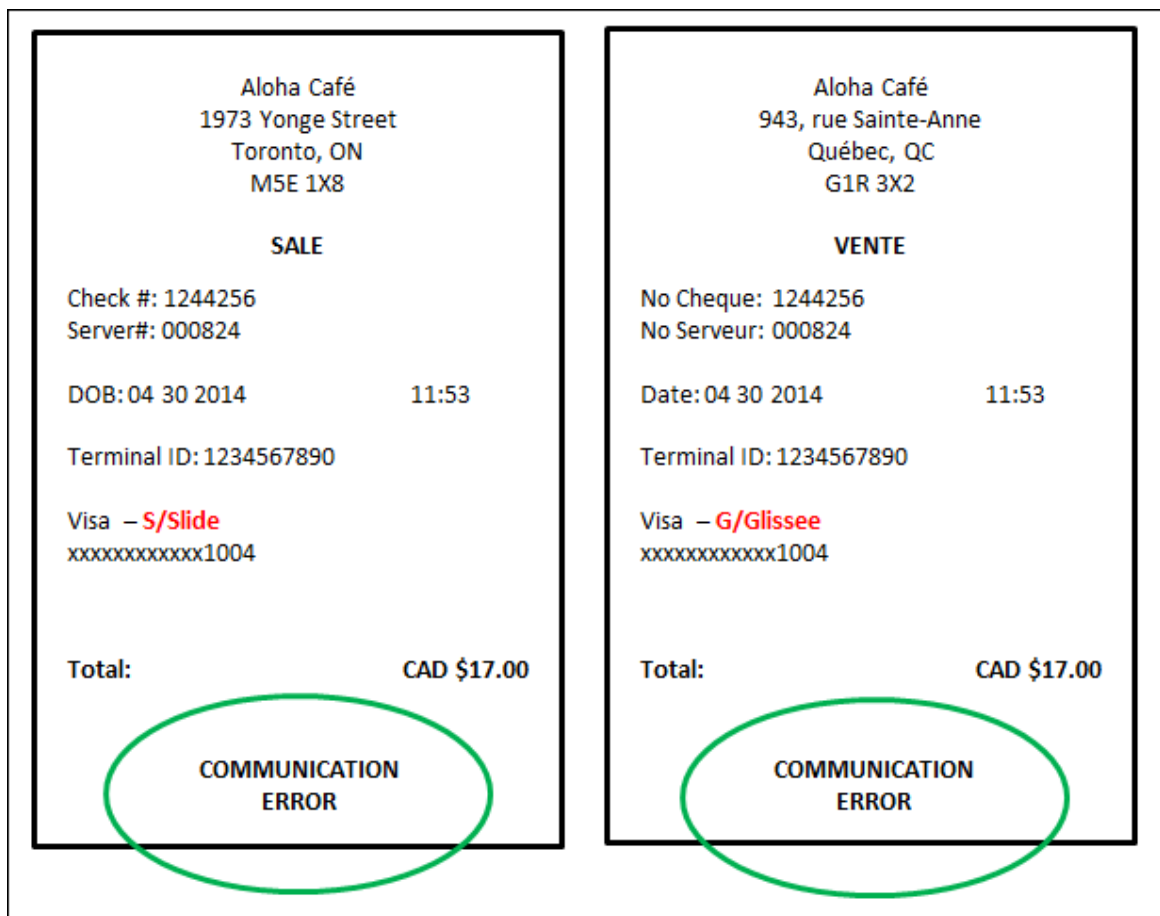 Aloha Café
1973 Yonge Street
Toronto, ON
M5E 1X8
SALE
Check #: 1244256
Server#: 000824
DOB: 04 30 2014 11:53
Terminal ID: 1234567890
Visa – S/Slide
xxxxxxxxxxxx1004
Total: CAD $17.00
COMMUNICATION
ERROR
Aloha Café
943, rue Sainte-Anne
Québec, QC
G1R 3X2
VENTE
No Cheque: 1244256
No Serveur: 000824
Date: 04 30 2014 11:53
Terminal ID: 1234567890
Visa – G/Glissee
xxxxxxxxxxxx1004
Total: CAD $17.00
COMMUNICATION
ERROR